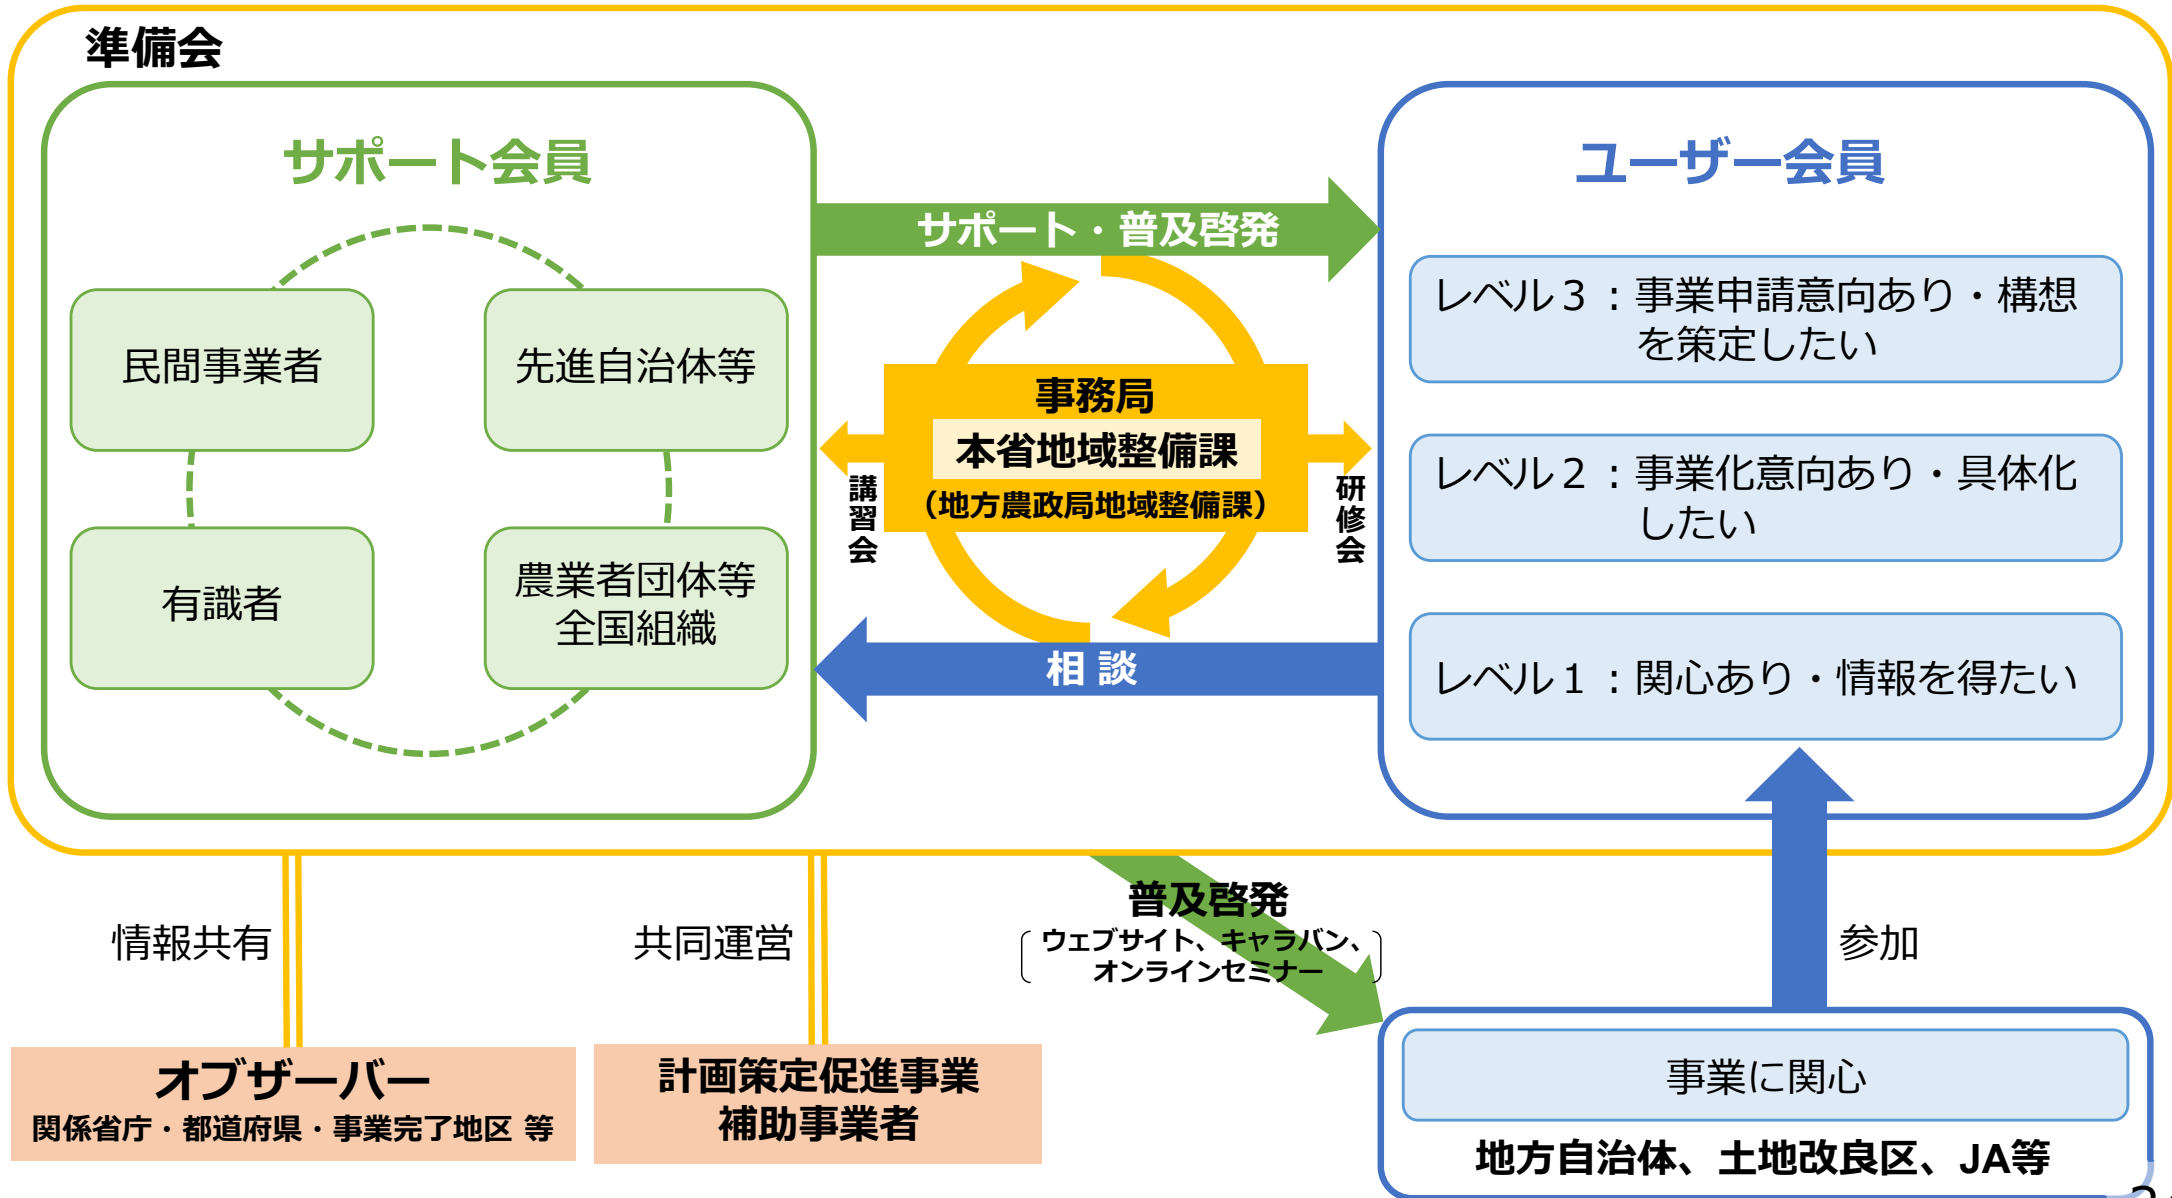 準備会
サポート会員
民間事業者
先進自治体等
有識者
農業者団体等
全国組織
サポート・普及啓発
事務局
本省地域整備課
（地方農政局地域整備課）
講習会
研修会
相 談
ユーザー会員
レベル３：事業申請意向あり・構想
を策定したい
レベル２：事業化意向あり・具体化
したい
レベル１：関心あり・情報を得たい
情報共有
共同運営
普及啓発
ウェブサイト、キャラバン、
オンラインセミナー
参加
オブザーバー
関係省庁・都道府県・事業完了地区 等
計画策定促進事業
補助事業者
事業に関心
地方自治体、土地改良区、JA等